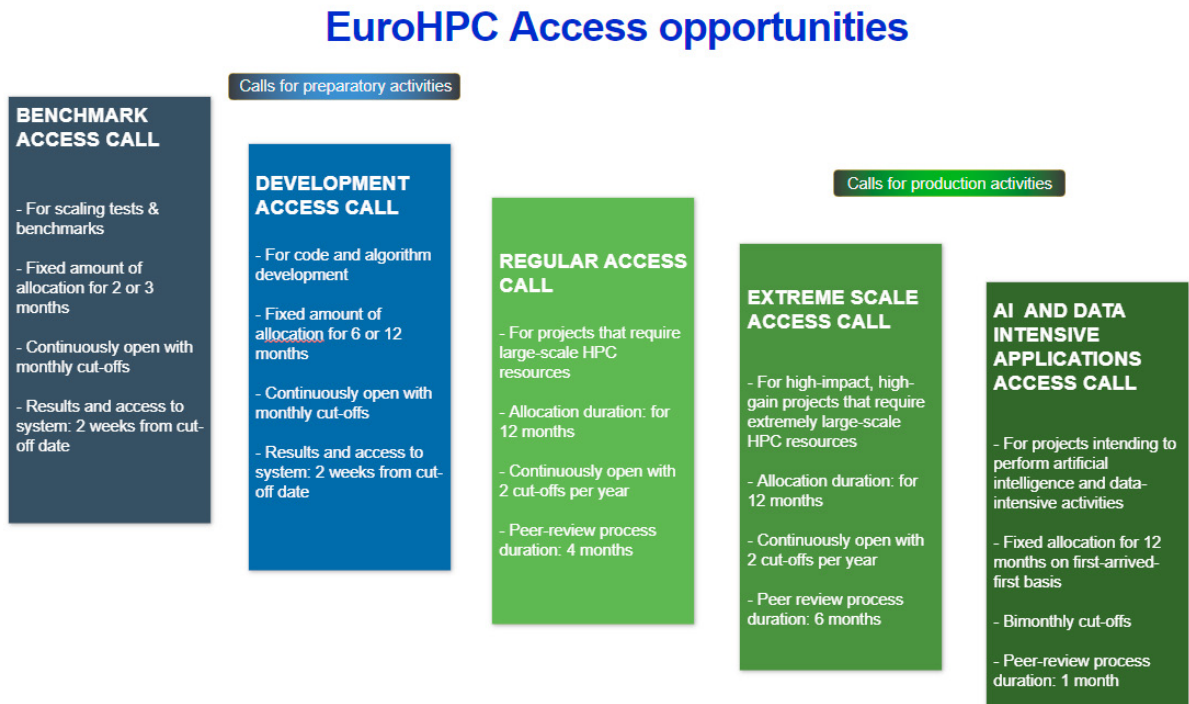 EuroHPC Access opportunities
Calls for preparatory activities
BENCHMARK
ACCESS CALL
- For scaling tests &
benchmarks
- Fixed amount of
allocation for 2 or 3
months
- Continuously open with
monthly cut-offs
- Results and access to
system: 2 weeks from cut-
off date
DEVELOPMENT
ACCESS CALL
- For code and algorithm
development
- Fixed amount of
allocation for 6 or 12
months
- Continuously open with
monthly cut-offs
- Results and access to
system: 2 weeks from cut-
off date
Calls for production activities
REGULAR ACCESS
CALL
- For projects that require
large-scale HPC
resources
- Allocation duration: for
12 months
- Continuously open with
2 cut-offs per year
- Peer-review process
duration: 4 months
EXTREME SCALE
ACCESS CALL
- For high-impact, high-
gain projects that require
extremely large-scale
HPC resources
- Allocation duration: for
12 months
- Continuously open with
2 cut-offs per year
- Peer review process
duration: 6 months
AI AND DATA
INTENSIVE
APPLICATIONS
ACCESS CALL
- For projects intending to
perform artificial
intelligence and data-
intensive activities
- Fixed allocation for 12
months on first-arrived-
first basis
- Bimonthly cut-offs
- Peer-review process
duration: 1 month